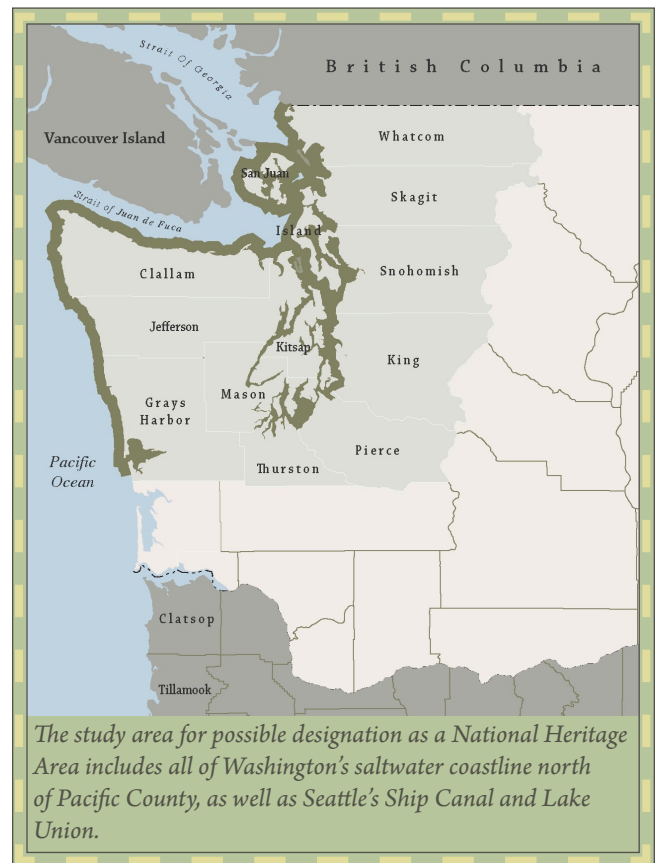 Strait Of Georgia
British Columbia
Vancouver Island
Whatcom
San Juan
Skagit
Strait of Juan de Fuca
Island
Clallam
Snohomish
Jefferson
Kitsap
King
Mason
Grays
Harbor
Pierce
Pacific
Ocean
Thurston
Clatsop
Tillamook
The study area for possible designation as a National Heritage
Area includes all of Washington's saltwater coastline north
of Pacific County, as well as Seattle's Ship Canal and Lake
Union.